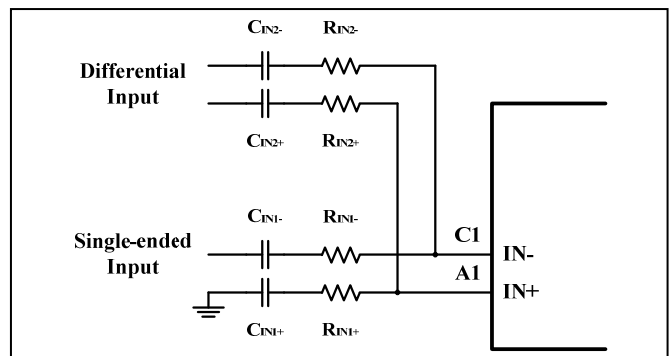 CIN2- RIN2-
Differential
Input
CIN2+ RIN2+
CIN1- RIN1-
Single-ended
Input
C1
IN-
A1
IN+
CIN1+ RIN1+